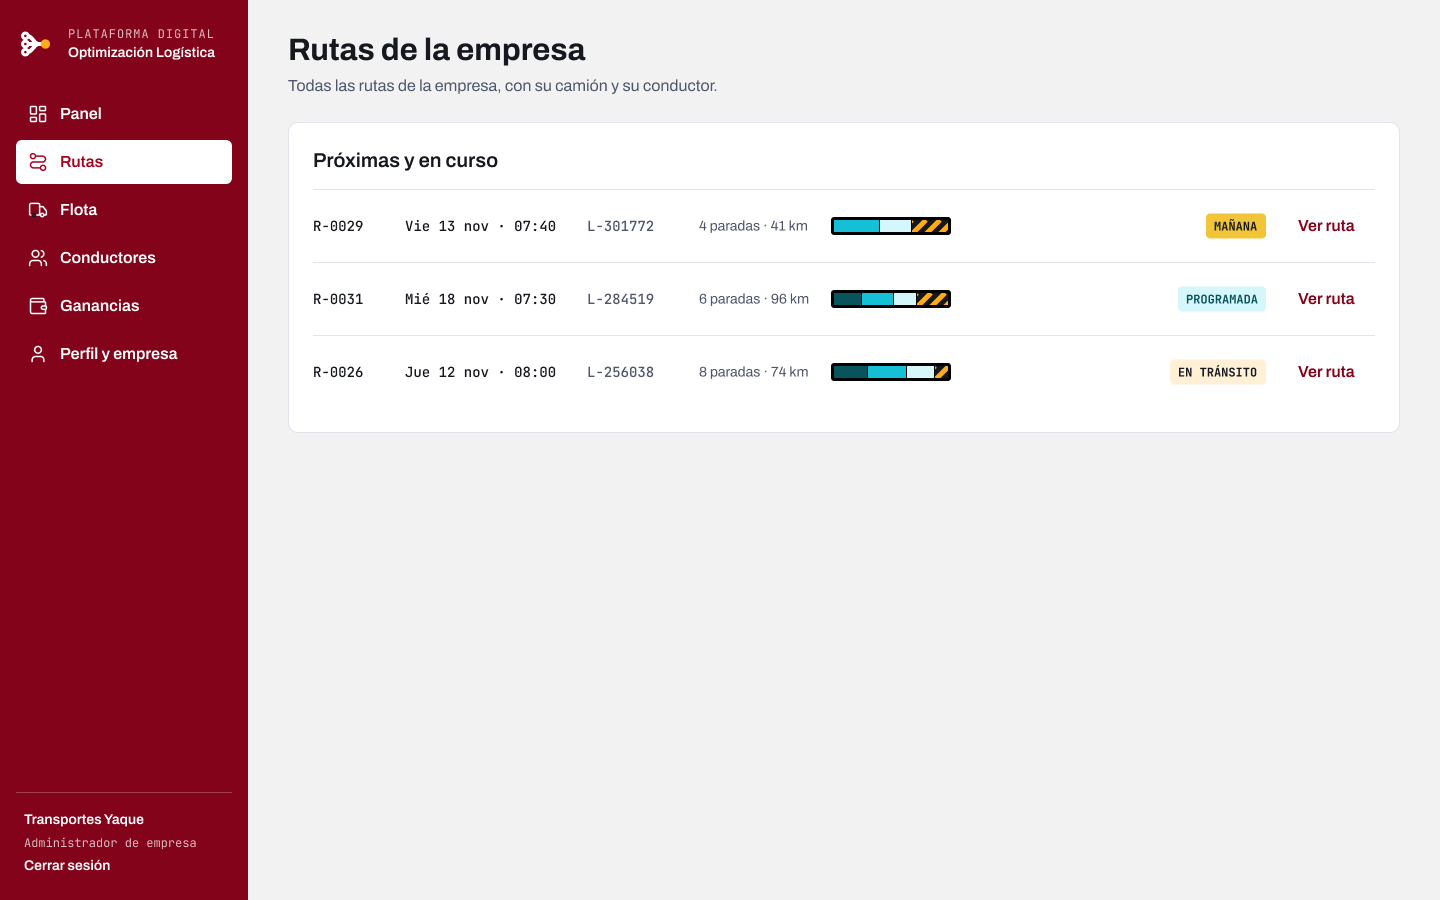 PLATAFORMA DIGITAL
Optimización Logística
Panel
Rutas
Flota
Conductores
Ganancias
Perfil y empresa
Transportes Yaque
Administrador de empresa
Cerrar sesión
Rutas de la empresa
Todas las rutas de la empresa, con su camión y su conductor.
Próximas y en curso
R-0029 Vie 13 nov · 07:40 L-301772 4 paradas · 41 km MAÑANA Ver ruta
R-0031 Mié 18 nov · 07:30 L-284519 6 paradas · 96 km PROGRAMADA Ver ruta
R-0026 Jue 12 nov · 08:00 L-256038 8 paradas · 74 km EN TRÁNSITO Ver ruta